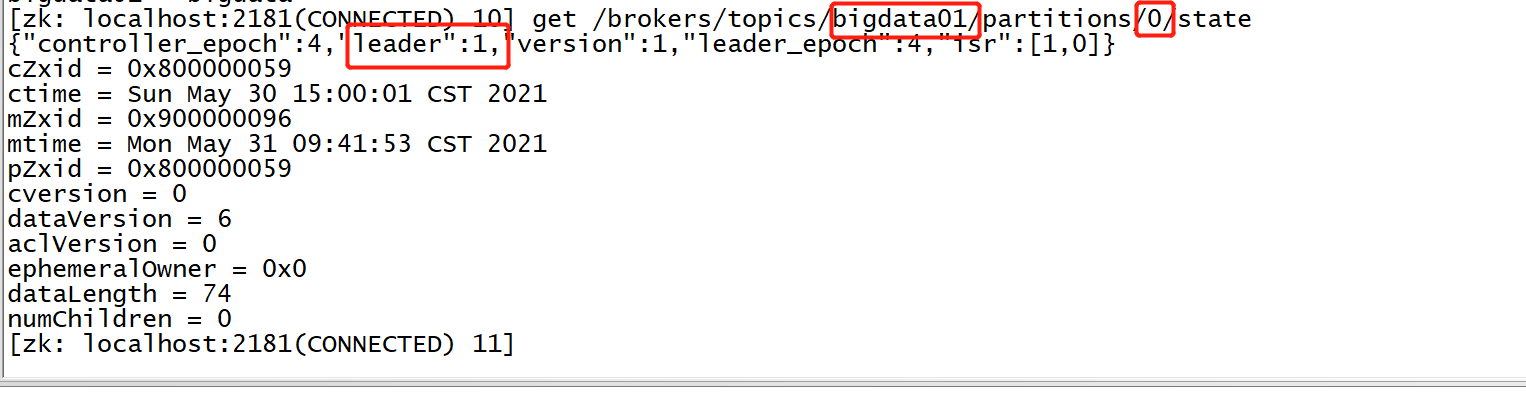 [zk: localhost:2181(CONNECTED) 10] get /brokers/topics/bigdata01/partitions/0/state
{"controller_epoch":4,"leader":1,"version":1,"leader_epoch":4,"isr":[1,0]}
cZxid = 0x800000059
ctime = Sun May 30 15:00:01 CST 2021
mZxid = 0x900000096
mtime = Mon May 31 09:41:53 CST 2021
pZxid = 0x800000059
cversion = 0
dataVersion = 6
aclVersion = 0
ephemeralOwner = 0x0
dataLength = 74
numChildren = 0
[zk: localhost:2181(CONNECTED) 11]